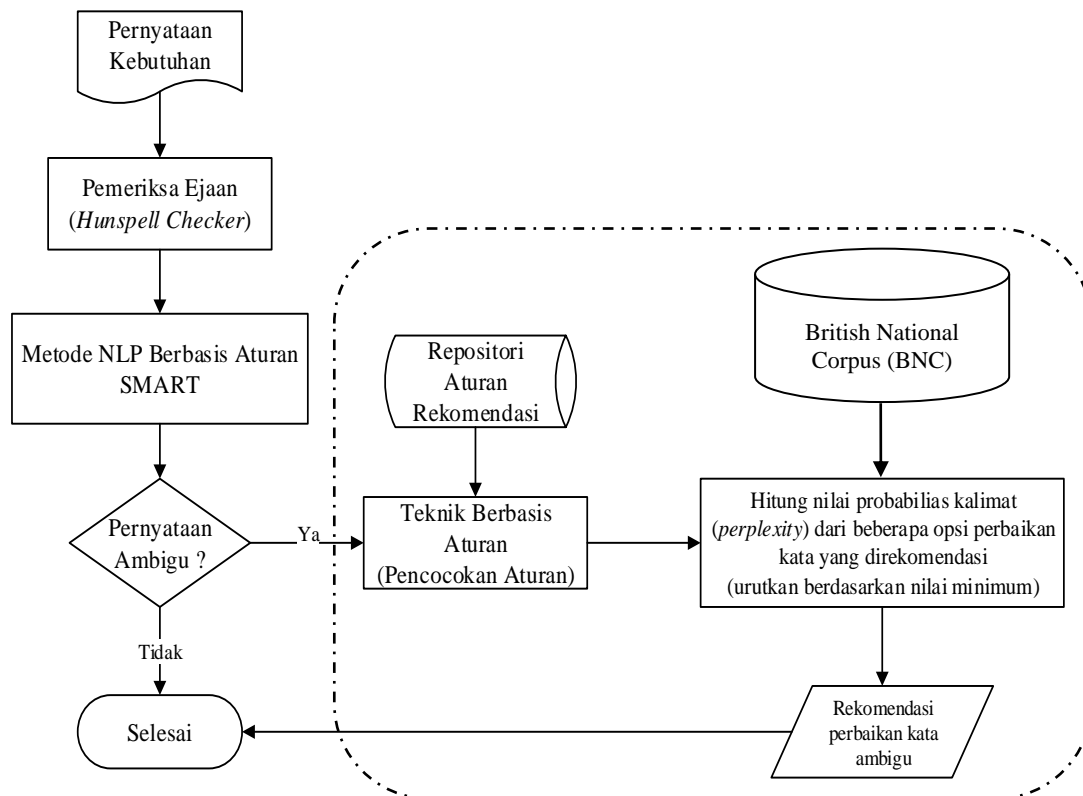 Pernyataan
Kebutuhan
Pemeriksa Ejaan
(Hunspell Checker)
Metode NLP Berbasis Aturan
SMART
Pernyataan
Ambigu ?
Ya
Tidak
Selesai
Repositori
Aturan
Rekomendasi
Teknik Berbasis
Aturan
(Pencocokan Aturan)
British National
Corpus (BNC)
Hitung nilai probabilias kalimat
(perplexity) dari beberapa opsi perbaikan
kata yang direkomendasi
(urutkan berdasarkan nilai minimum)
Rekomendasi
perbaikan kata
ambigu